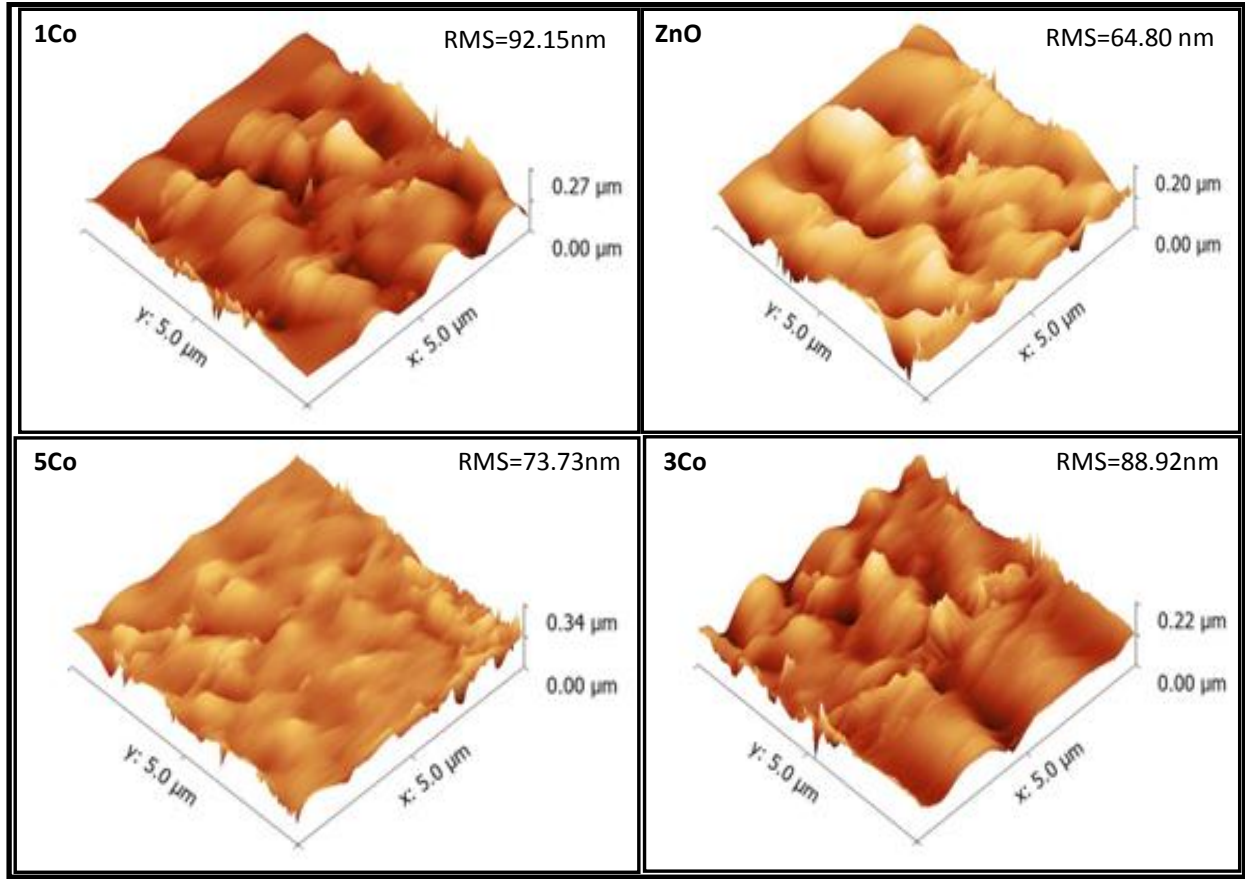 1Co
RMS=92.15nm
0.27 µm
0.00 µm
y: 5.0 µm
x: 5.0 µm
ZnO
RMS=64.80 nm
0.20 µm
0.00 µm
y: 5.0 µm
x: 5.0 µm
5Co
RMS=73.73nm
0.34 µm
0.00 µm
y: 5.0 µm
x: 5.0 µm
3Co
RMS=88.92nm
0.22 µm
0.00 µm
y: 5.0 µm
x: 5.0 µm